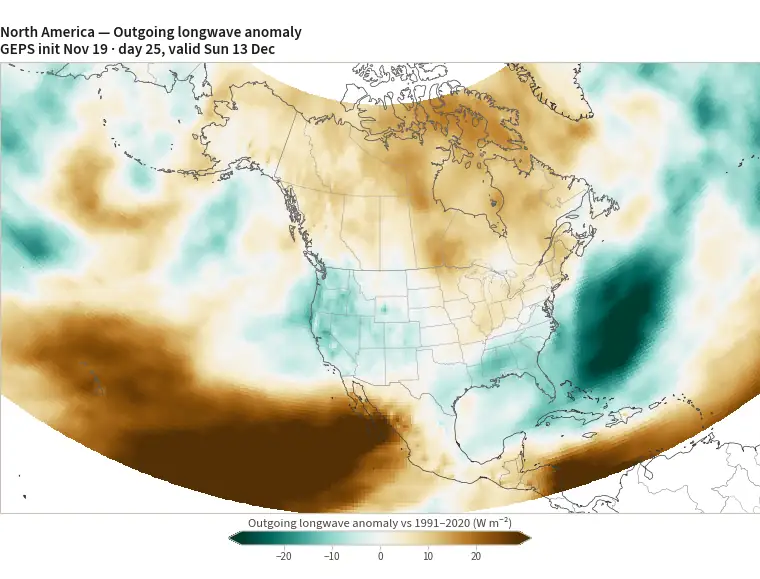 North America — Outgoing longwave anomaly
GEPS init Nov 19 · day 25, valid Sun 13 Dec
Outgoing longwave anomaly vs 1991–2020 (W m⁻²)
−20 −10 0 10 20